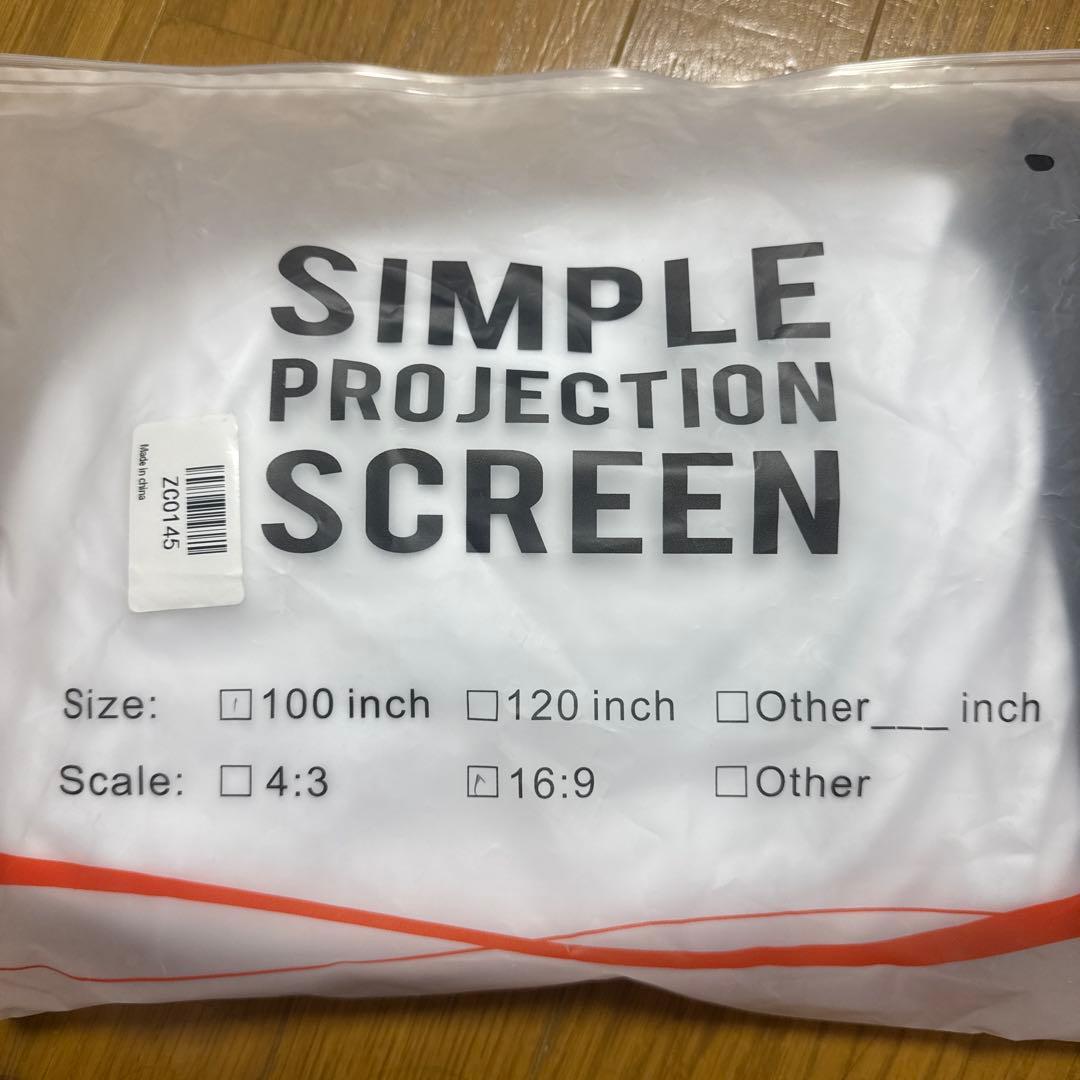 SIMPLE
PROJECTION
SCREEN
Made in china
ZC0145
Size: 100 inch 120 inch Other___ inch
Scale: 4:3 16:9 Other